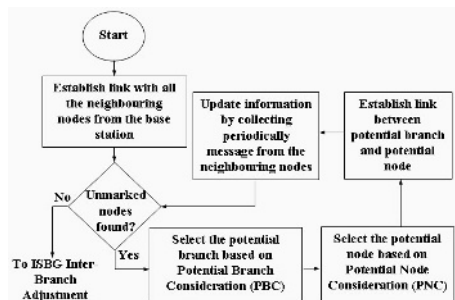 Start
Establish link with all
the neighbouring
nodes from the base
station
Update information
by collecting
periodically
message from the
neighbouring nodes
Establish link
between
potential branch
and potential
node
No
Unmarked
nodes
found?
Yes
To ISBG Inter
Branch
Adjustment
Select the potential
branch based on
Potential Branch
Consideration (PBC)
Select the potential
node based on
Potential Node
Consideration (PNC)